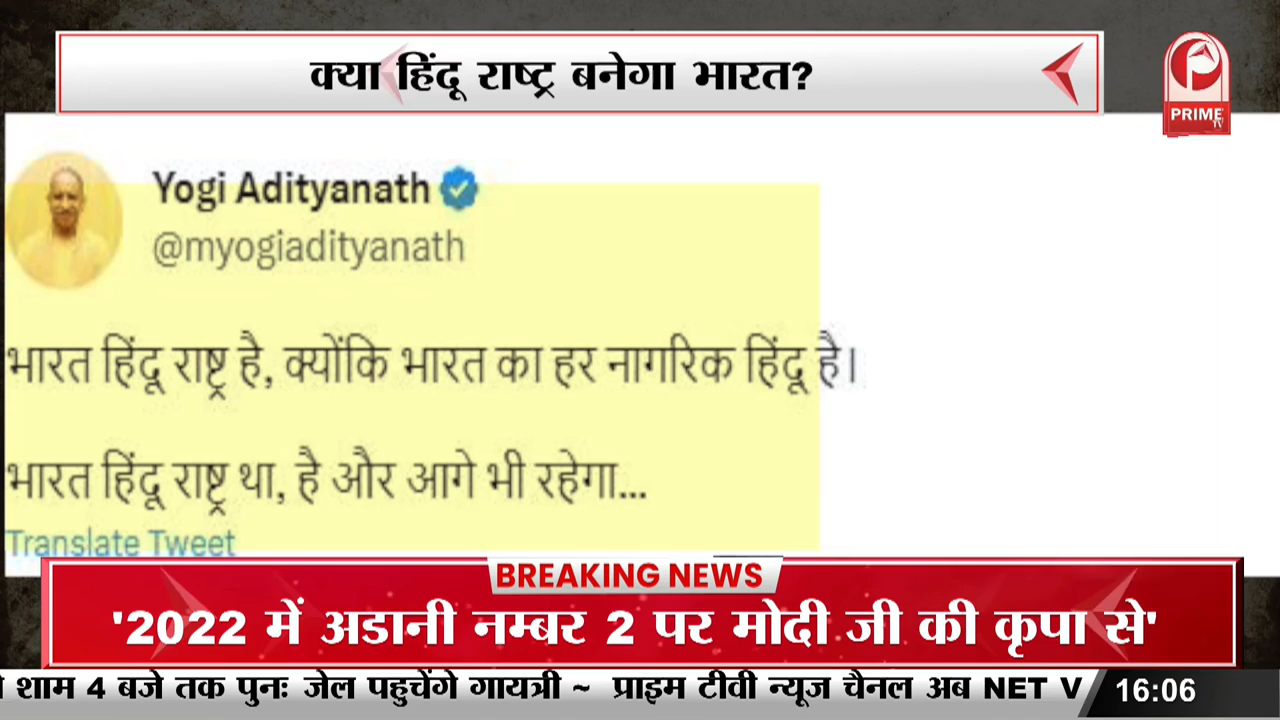 क्या हिंदू राष्ट्र बनेगा भारत?
PRIME
TV
Yogi Adityanath
@myogiadityanath
भारत हिंदू राष्ट्र है, क्योंकि भारत का हर नागरिक हिंदू है।
भारत हिंदू राष्ट्र था, है और आगे भी रहेगा...
Translate Tweet
BREAKING NEWS
'2022 में अडानी नम्बर 2 पर मोदी जी की कृपा से'
शाम 4 बजे तक पुनः जेल पहुचेंगे गायत्री ~ प्राइम टीवी न्यूज चैनल अब NET V
16:06